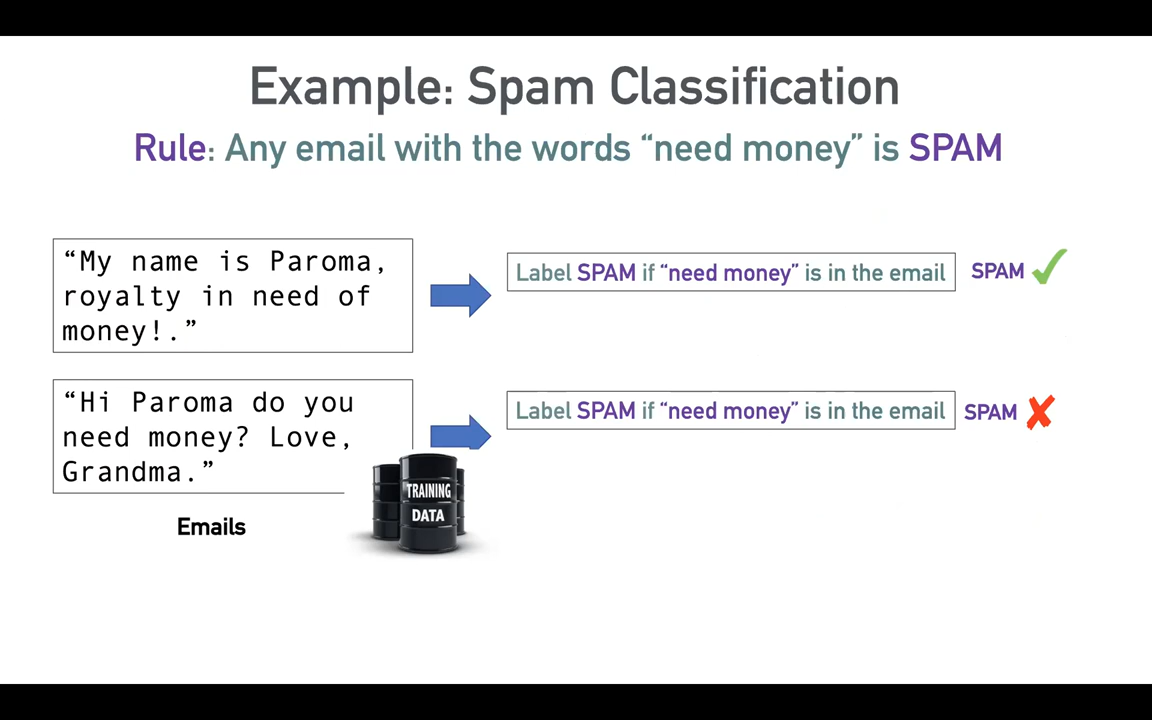 Example: Spam Classification
Rule: Any email with the words “need money” is SPAM
“My name is Paroma,
royalty in need of
money!.”
Label SPAM if “need money” is in the email
SPAM
“Hi Paroma do you
need money? Love,
Grandma.”
Label SPAM if “need money” is in the email
SPAM
TRAINING
DATA
Emails